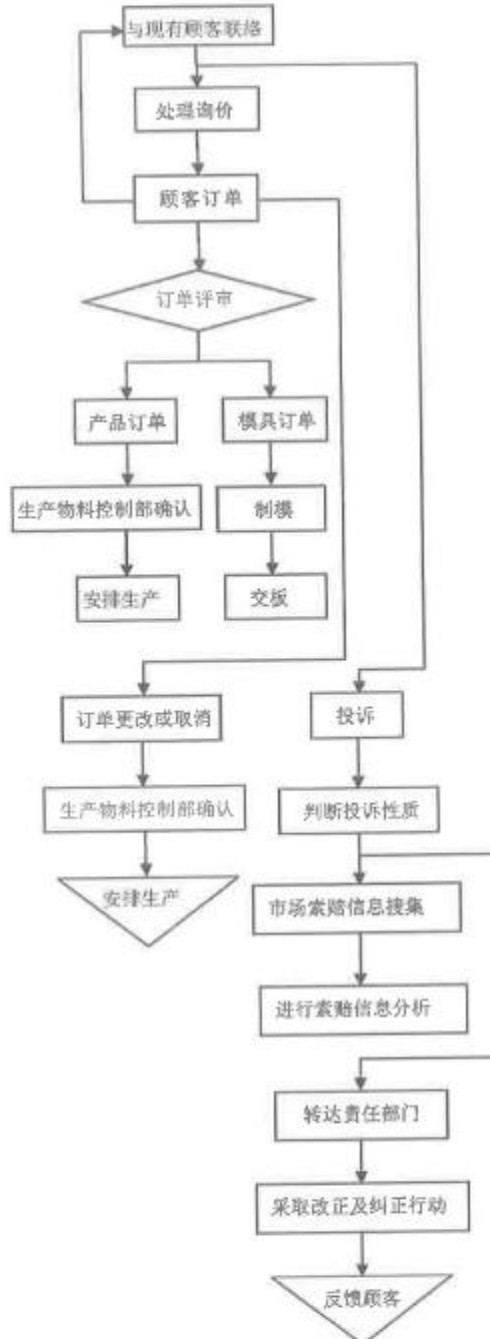 与现有顾客联络
处理询价
顾客订单
订单评审
产品订单
模具订单
生产物料控制部确认
制模
安排生产
交板
订单更改或取消
投诉
生产物料控制部确认
判断投诉性质
安排生产
市场索赔信息搜集
进行索赔信息分析
转达责任部门
采取改正及纠正行动
反馈顾客